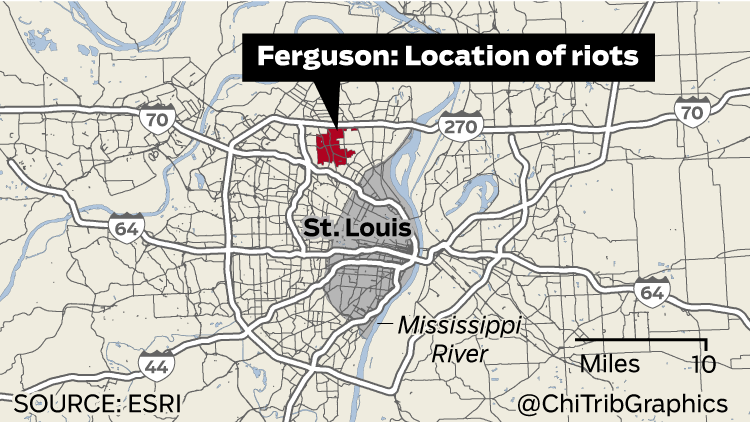 Ferguson: Location of riots
70
70
270
St. Louis
64
64
Mississippi
River
Miles 10
44
SOURCE: ESRI
@ChiTribGraphics